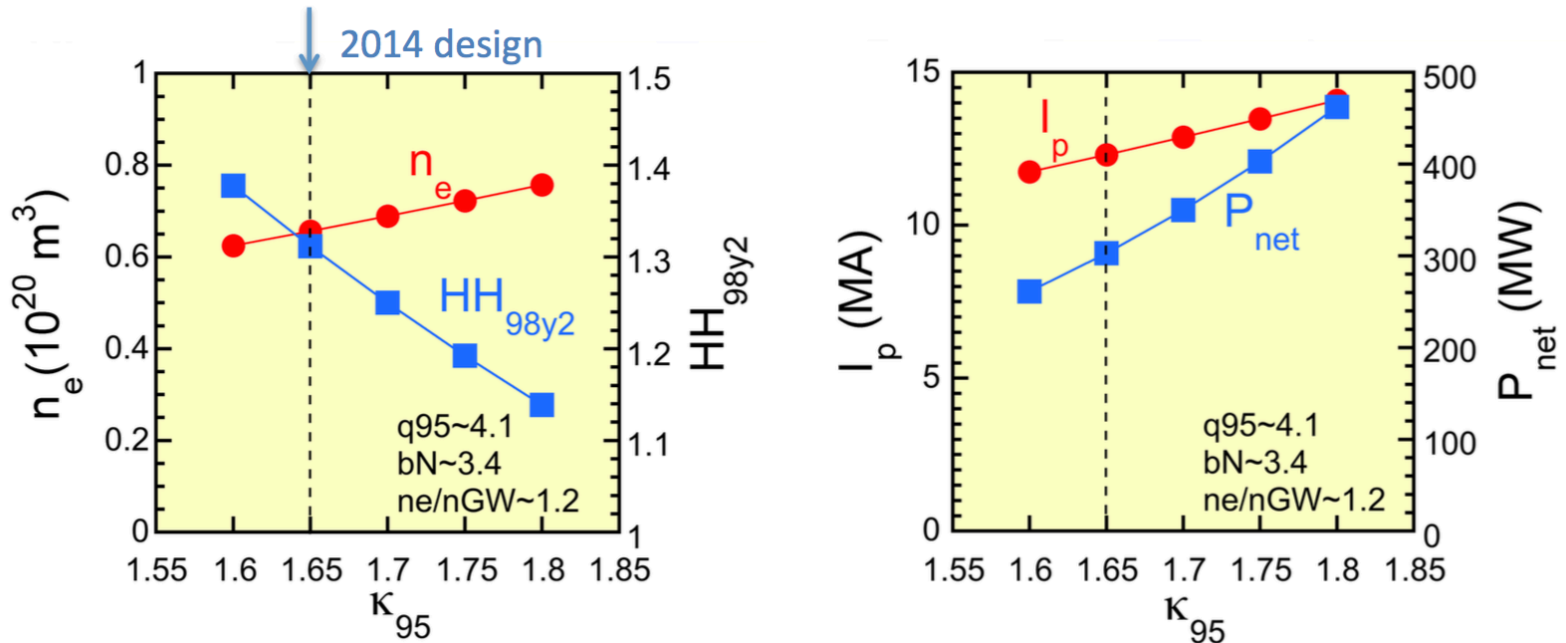 2014 design
1
0.8
0.6
0.4
0.2
0
n_e (10^20 m^3)
n_e
HH_98y2
q95~4.1
bN~3.4
ne/nGW~1.2
1.5
1.4
1.3
1.2
1.1
1
HH_98y2
1.55 1.6 1.65 1.7 1.75 1.8 1.85
κ_95
15
10
5
0
I_p (MA)
I_p
P_net
q95~4.1
bN~3.4
ne/nGW~1.2
500
400
300
200
100
0
P_net (MW)
1.55 1.6 1.65 1.7 1.75 1.8 1.85
κ_95